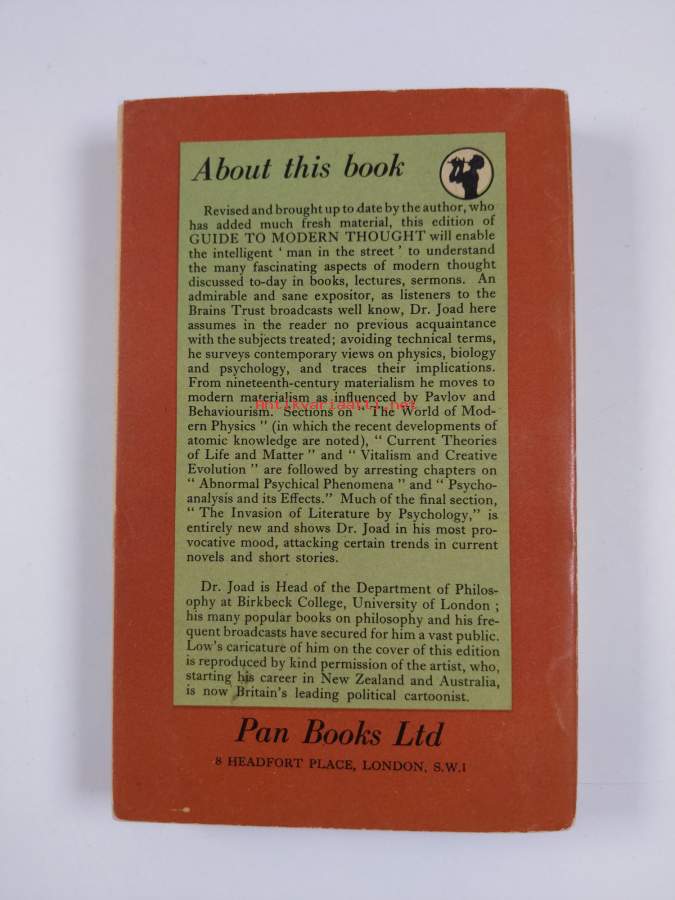 About this book
Revised and brought up to date by the author, who
has added much fresh material, this edition of
GUIDE TO MODERN THOUGHT will enable
the intelligent ' man in the street ' to understand
the many fascinating aspects of modern thought
discussed to-day in books, lectures, sermons. An
admirable and sane expositor, as listeners to the
Brains Trust broadcasts well know, Dr. Joad here
assumes in the reader no previous acquaintance
with the subjects treated; avoiding technical terms,
he surveys contemporary views on physics, biology
and psychology, and traces their implications.
From nineteenth-century materialism he moves to
modern materialism as influenced by Pavlov and
Behaviourism. Sections on " The World of Mod-
antikvariaatti.net
ern Physics " (in which the recent developments of
atomic knowledge are noted), " Current Theories
of Life and Matter " and " Vitalism and Creative
Evolution " are followed by arresting chapters on
" Abnormal Psychical Phenomena " and " Psycho-
analysis and its Effects." Much of the final section,
" The Invasion of Literature by Psychology," is
entirely new and shows Dr. Joad in his most pro-
vocative mood, attacking certain trends in current
novels and short stories.
Dr. Joad is Head of the Department of Philos-
ophy at Birkbeck College, University of London ;
his many popular books on philosophy and his fre-
quent broadcasts have secured for him a vast public.
Low's caricature of him on the cover of this edition
is reproduced by kind permission of the artist, who,
starting his career in New Zealand and Australia,
is now Britain's leading political cartoonist.
Pan Books Ltd
8 HEADFORT PLACE, LONDON, S.W.1